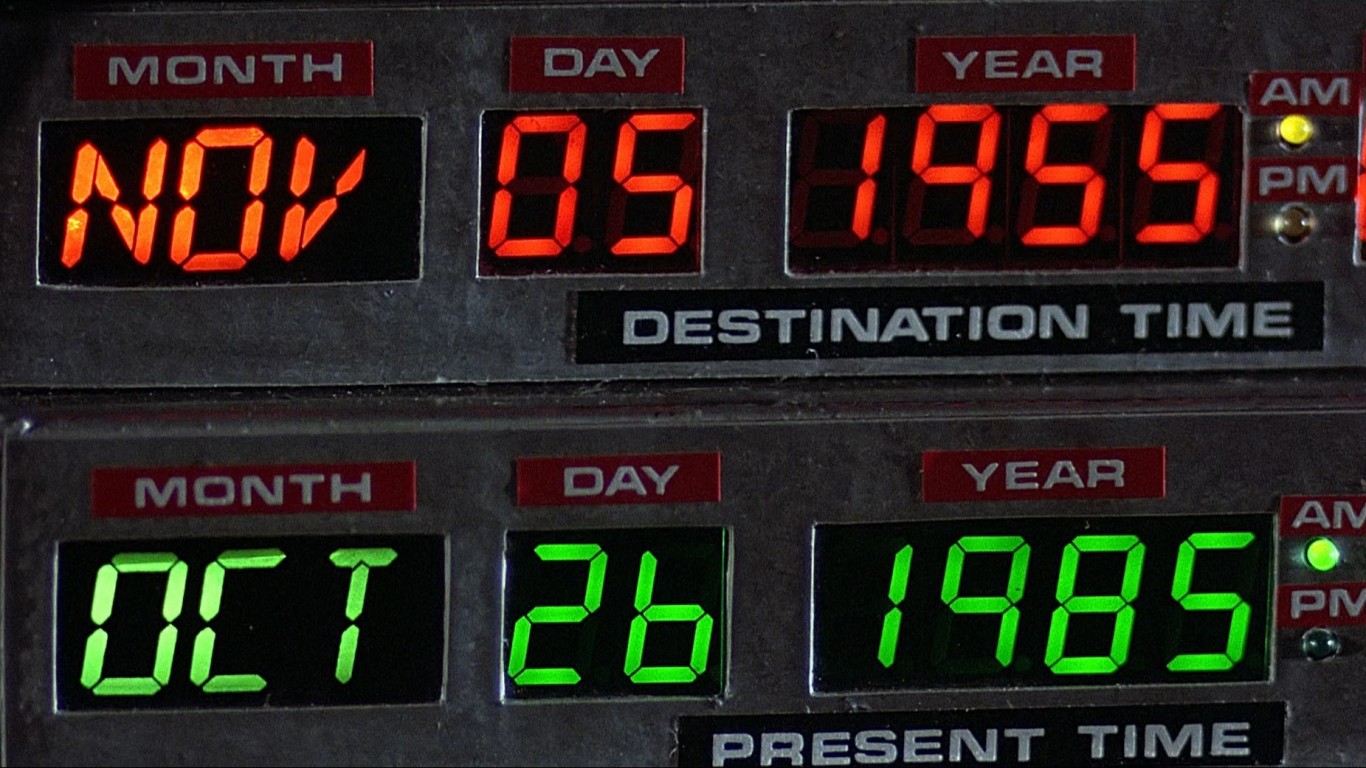 MONTH DAY YEAR
AM
NOV 05 1955
PM
DESTINATION TIME
MONTH DAY YEAR
AM
OCT 26 1985
PM
PRESENT TIME